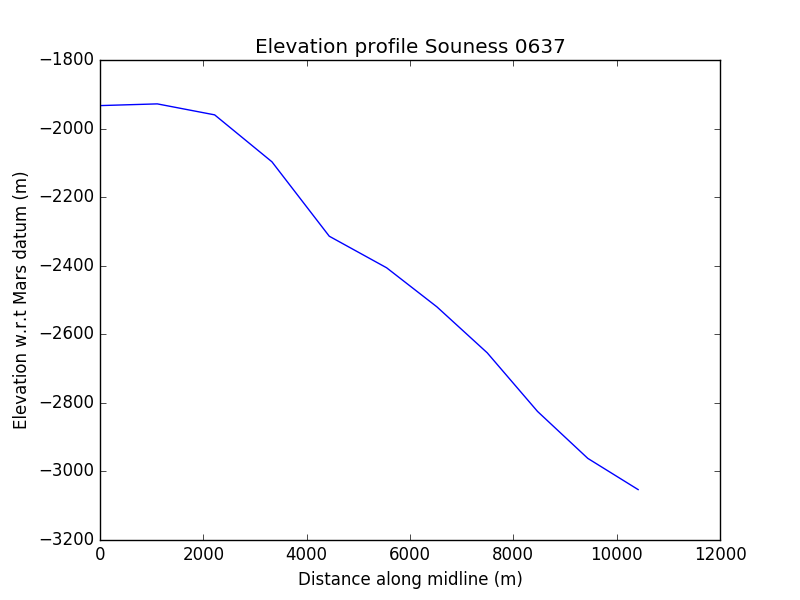 Elevation profile Souness 0637
−1800
−2000
−2200
−2400
−2600
−2800
−3000
−3200
Elevation w.r.t Mars datum (m)
0 2000 4000 6000 8000 10000 12000
Distance along midline (m)